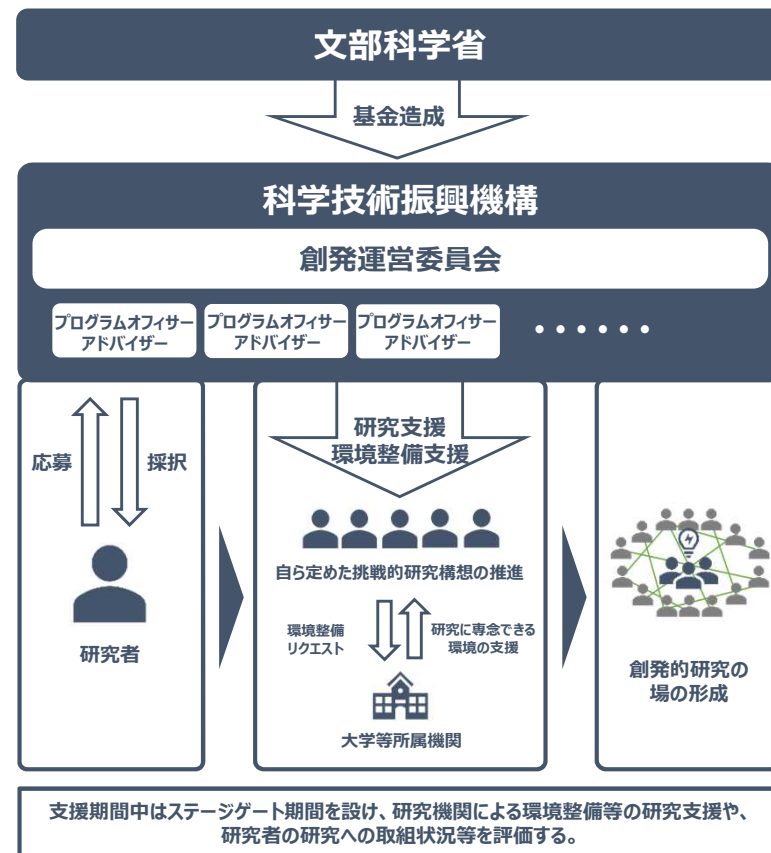 文部科学省
基金造成
科学技術振興機構
創発運営委員会
プログラムオフィサー
アドバイザー
プログラムオフィサー
アドバイザー
プログラムオフィサー
アドバイザー
・・・・・・
応募
採択
研究者
研究支援
環境整備支援
自ら定めた挑戦的研究構想の推進
環境整備
リクエスト
研究に専念できる
環境の支援
大学等所属機関
創発的研究の
場の形成
支援期間中はステージゲート期間を設け、研究機関による環境整備等の研究支援や、
研究者の研究への取組状況等を評価する。